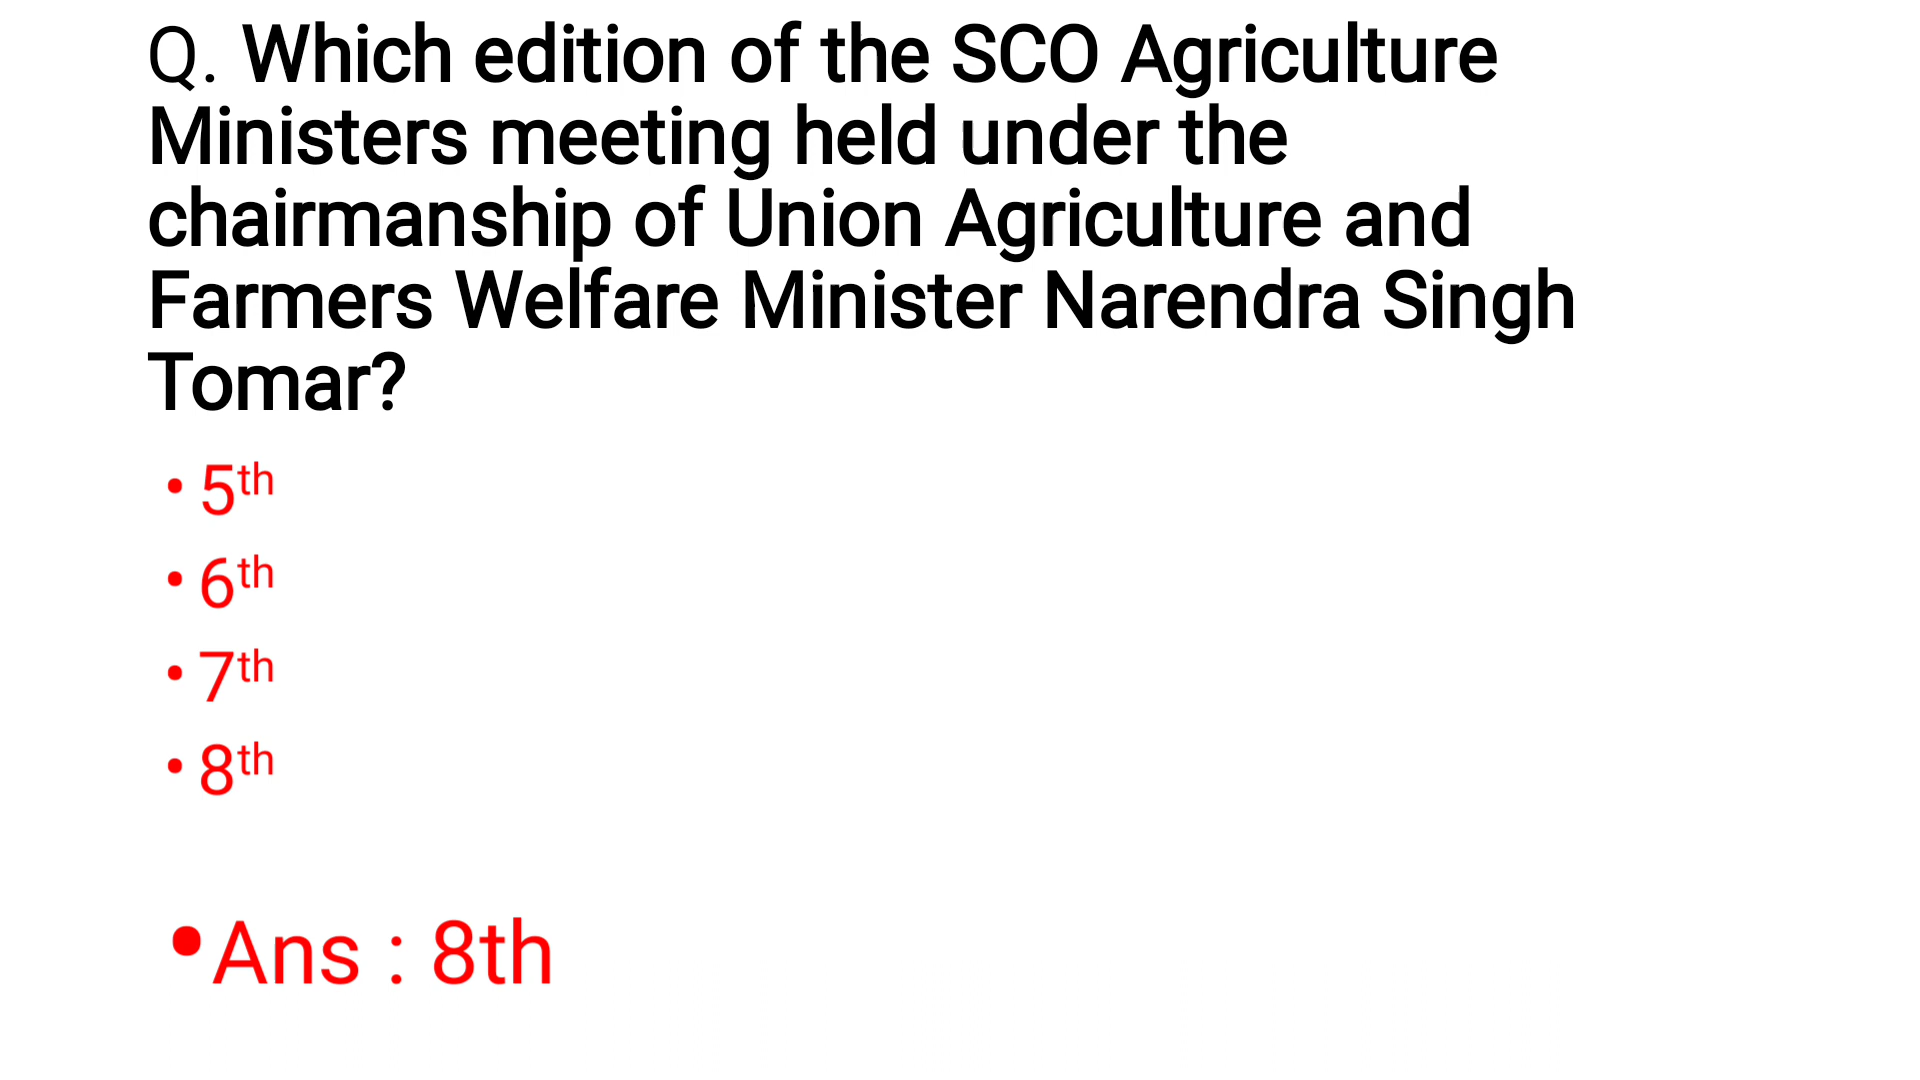 Q. Which edition of the SCO Agriculture
Ministers meeting held under the
chairmanship of Union Agriculture and
Farmers Welfare Minister Narendra Singh
Tomar?
• 5th
• 6th
• 7th
• 8th
•Ans : 8th